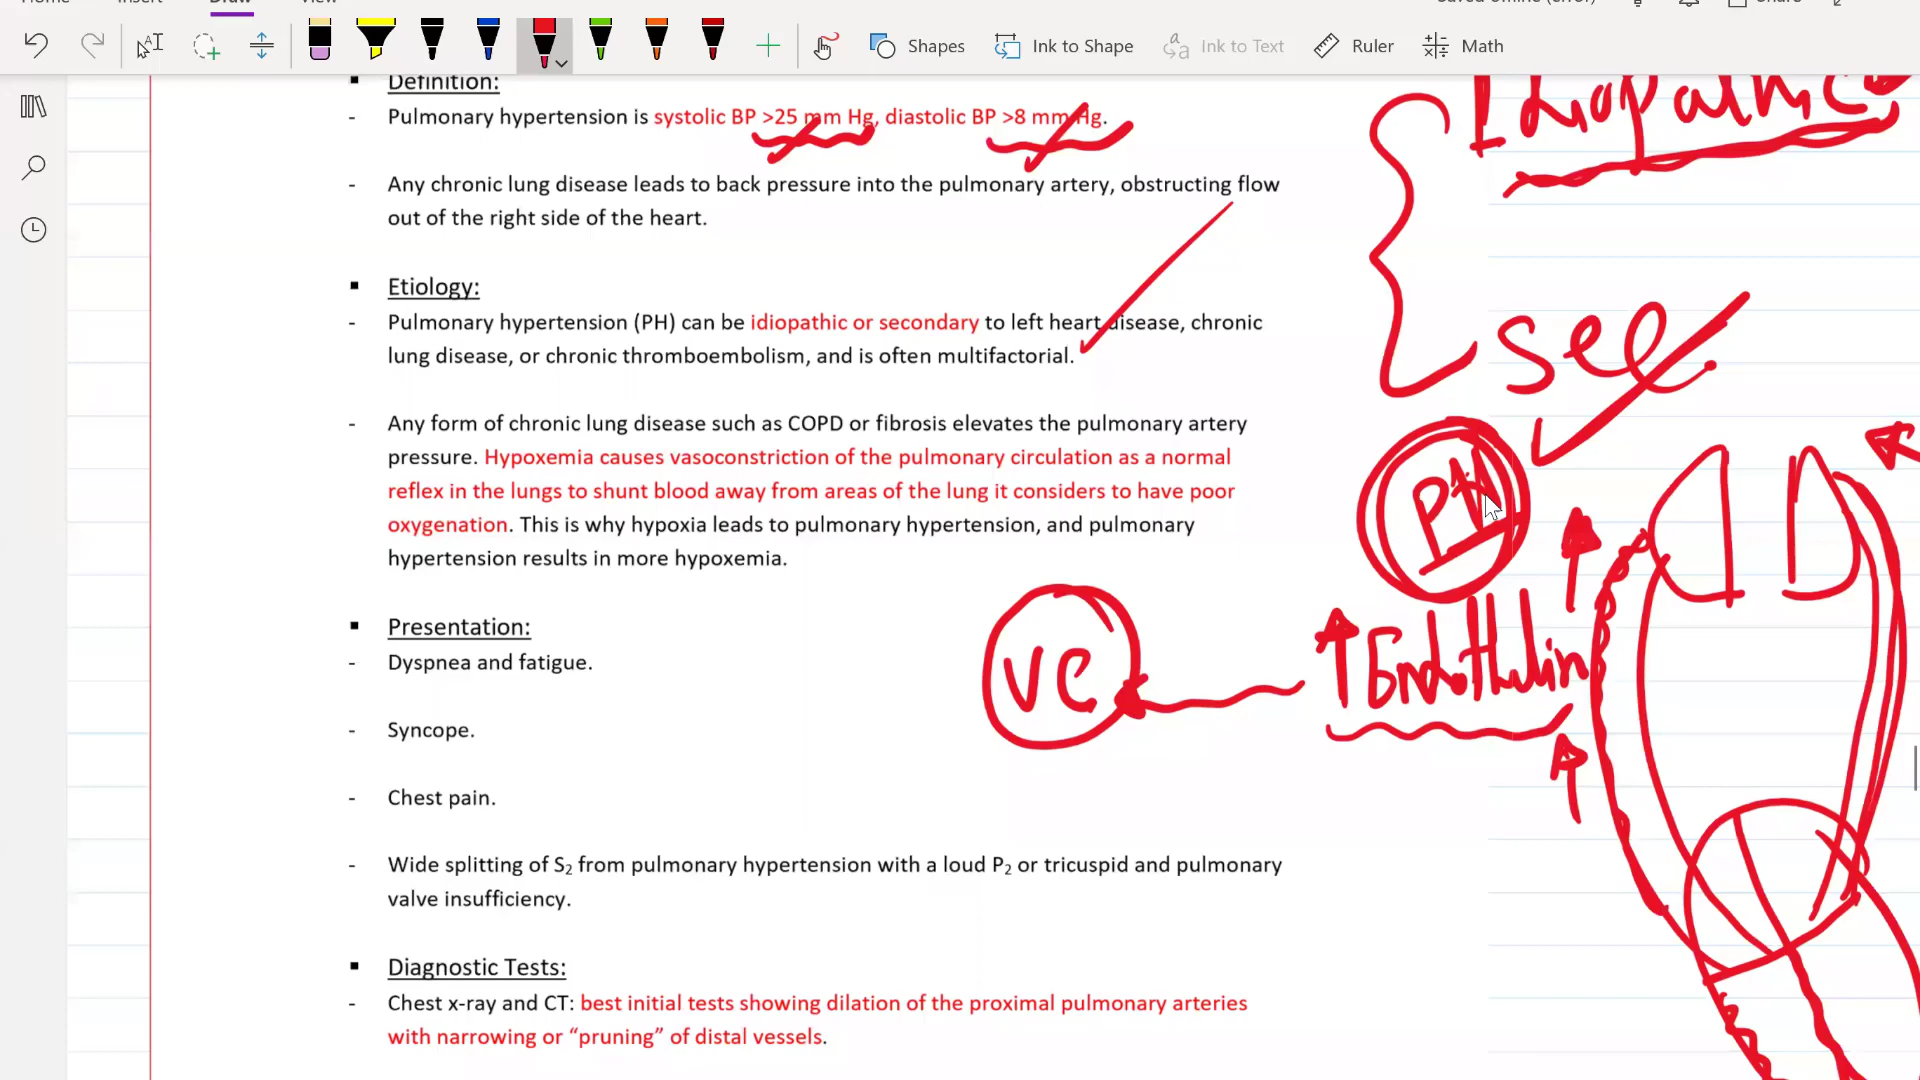 Home Insert Draw View Saved online (error) Share
Shapes Ink to Shape Ink to Text Ruler Math
▪ Definition:
- Pulmonary hypertension is systolic BP >25 mm Hg, diastolic BP >8 mm Hg.
- Any chronic lung disease leads to back pressure into the pulmonary artery, obstructing flow
out of the right side of the heart.
▪ Etiology:
- Pulmonary hypertension (PH) can be idiopathic or secondary to left heart disease, chronic
lung disease, or chronic thromboembolism, and is often multifactorial.
- Any form of chronic lung disease such as COPD or fibrosis elevates the pulmonary artery
pressure. Hypoxemia causes vasoconstriction of the pulmonary circulation as a normal
reflex in the lungs to shunt blood away from areas of the lung it considers to have poor
oxygenation. This is why hypoxia leads to pulmonary hypertension, and pulmonary
hypertension results in more hypoxemia.
▪ Presentation:
- Dyspnea and fatigue.
- Syncope.
- Chest pain.
- Wide splitting of S₂ from pulmonary hypertension with a loud P₂ or tricuspid and pulmonary
valve insufficiency.
▪ Diagnostic Tests:
- Chest x-ray and CT: best initial tests showing dilation of the proximal pulmonary arteries
with narrowing or “pruning” of distal vessels.
Idiopathic
See
PH
↑ Endothelin
VC